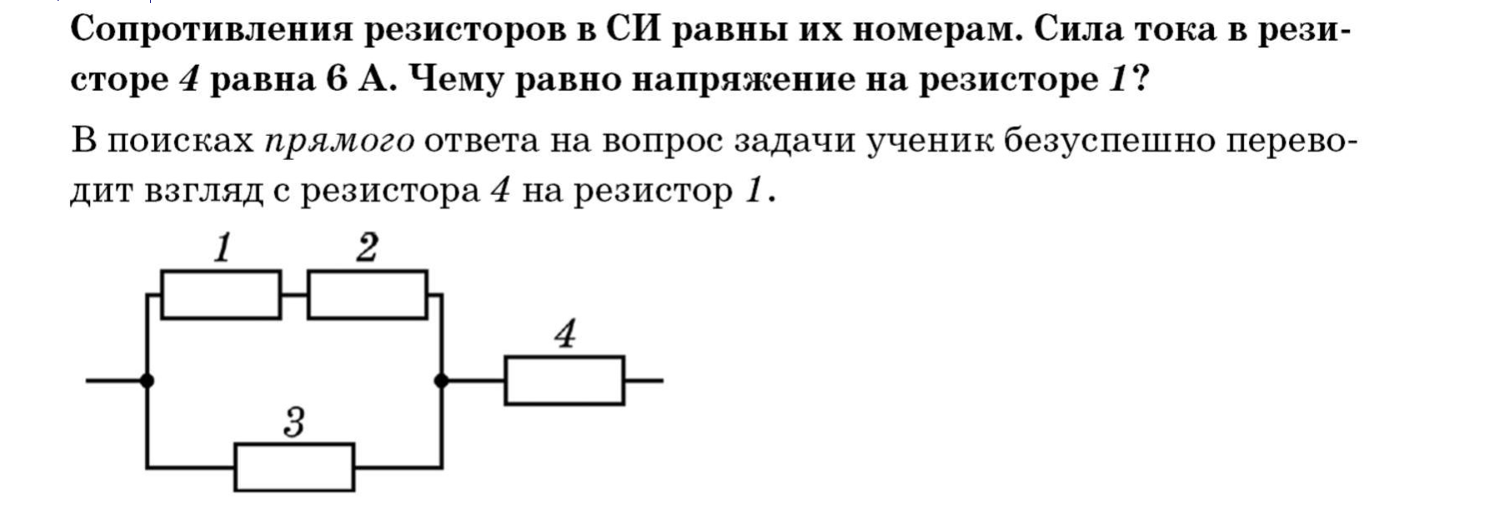 Сопротивления резисторов в СИ равны их номерам. Сила тока в рези-
сторе 4 равна 6 А. Чему равно напряжение на резисторе 1?
В поисках прямого ответа на вопрос задачи ученик безуспешно перево-
дит взгляд с резистора 4 на резистор 1.
1 2
4
3